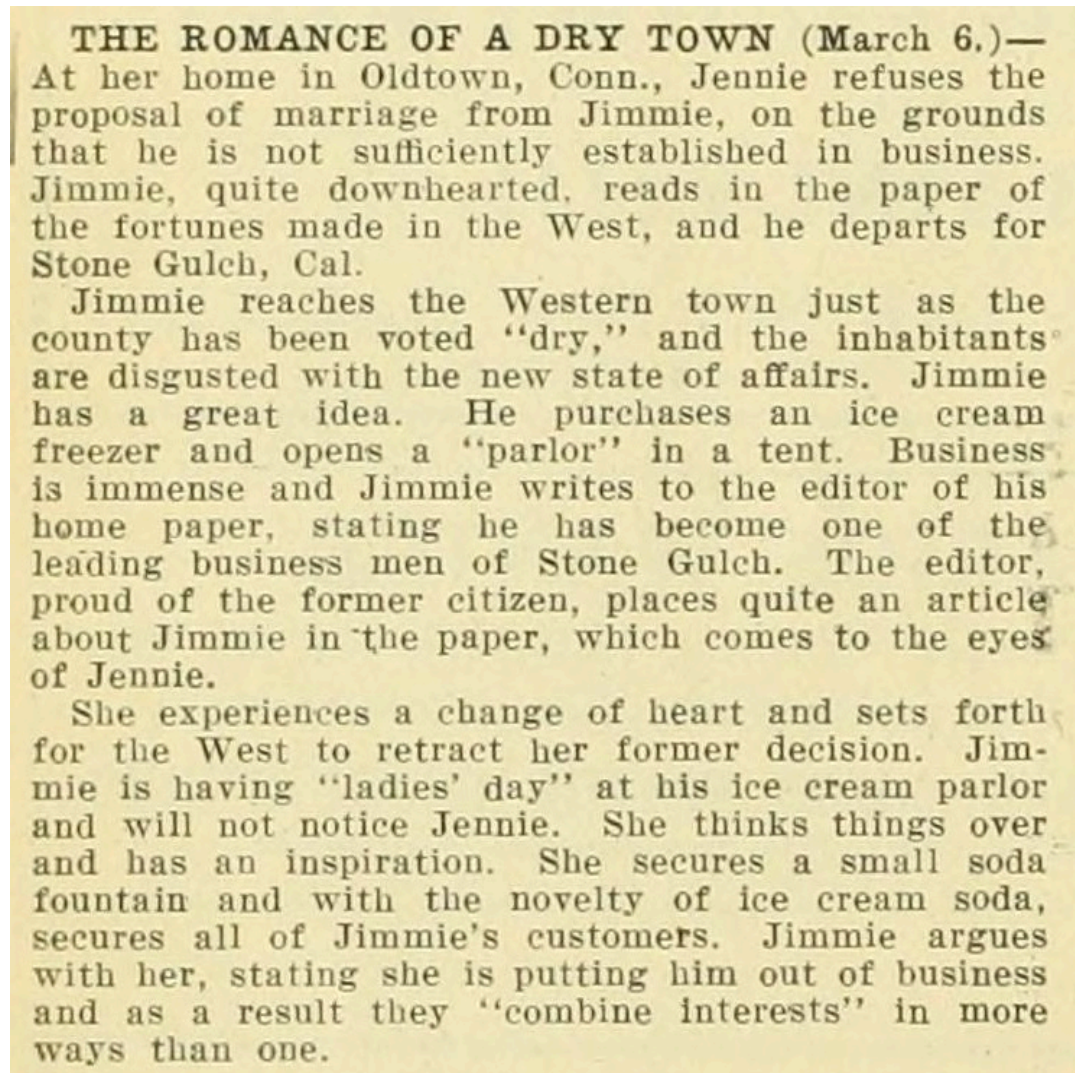 THE ROMANCE OF A DRY TOWN (March 6.)—
At her home in Oldtown, Conn., Jennie refuses the
proposal of marriage from Jimmie, on the grounds
that he is not sufficiently established in business.
Jimmie, quite downhearted, reads in the paper of
the fortunes made in the West, and he departs for
Stone Gulch, Cal.
Jimmie reaches the Western town just as the
county has been voted "dry," and the inhabitants
are disgusted with the new state of affairs. Jimmie
has a great idea. He purchases an ice cream
freezer and opens a "parlor" in a tent. Business
is immense and Jimmie writes to the editor of his
home paper, stating he has become one of the
leading business men of Stone Gulch. The editor,
proud of the former citizen, places quite an article
about Jimmie in the paper, which comes to the eyes
of Jennie.
She experiences a change of heart and sets forth
for the West to retract her former decision. Jim-
mie is having "ladies' day" at his ice cream parlor
and will not notice Jennie. She thinks things over
and has an inspiration. She secures a small soda
fountain and with the novelty of ice cream soda,
secures all of Jimmie's customers. Jimmie argues
with her, stating she is putting him out of business
and as a result they "combine interests" in more
ways than one.